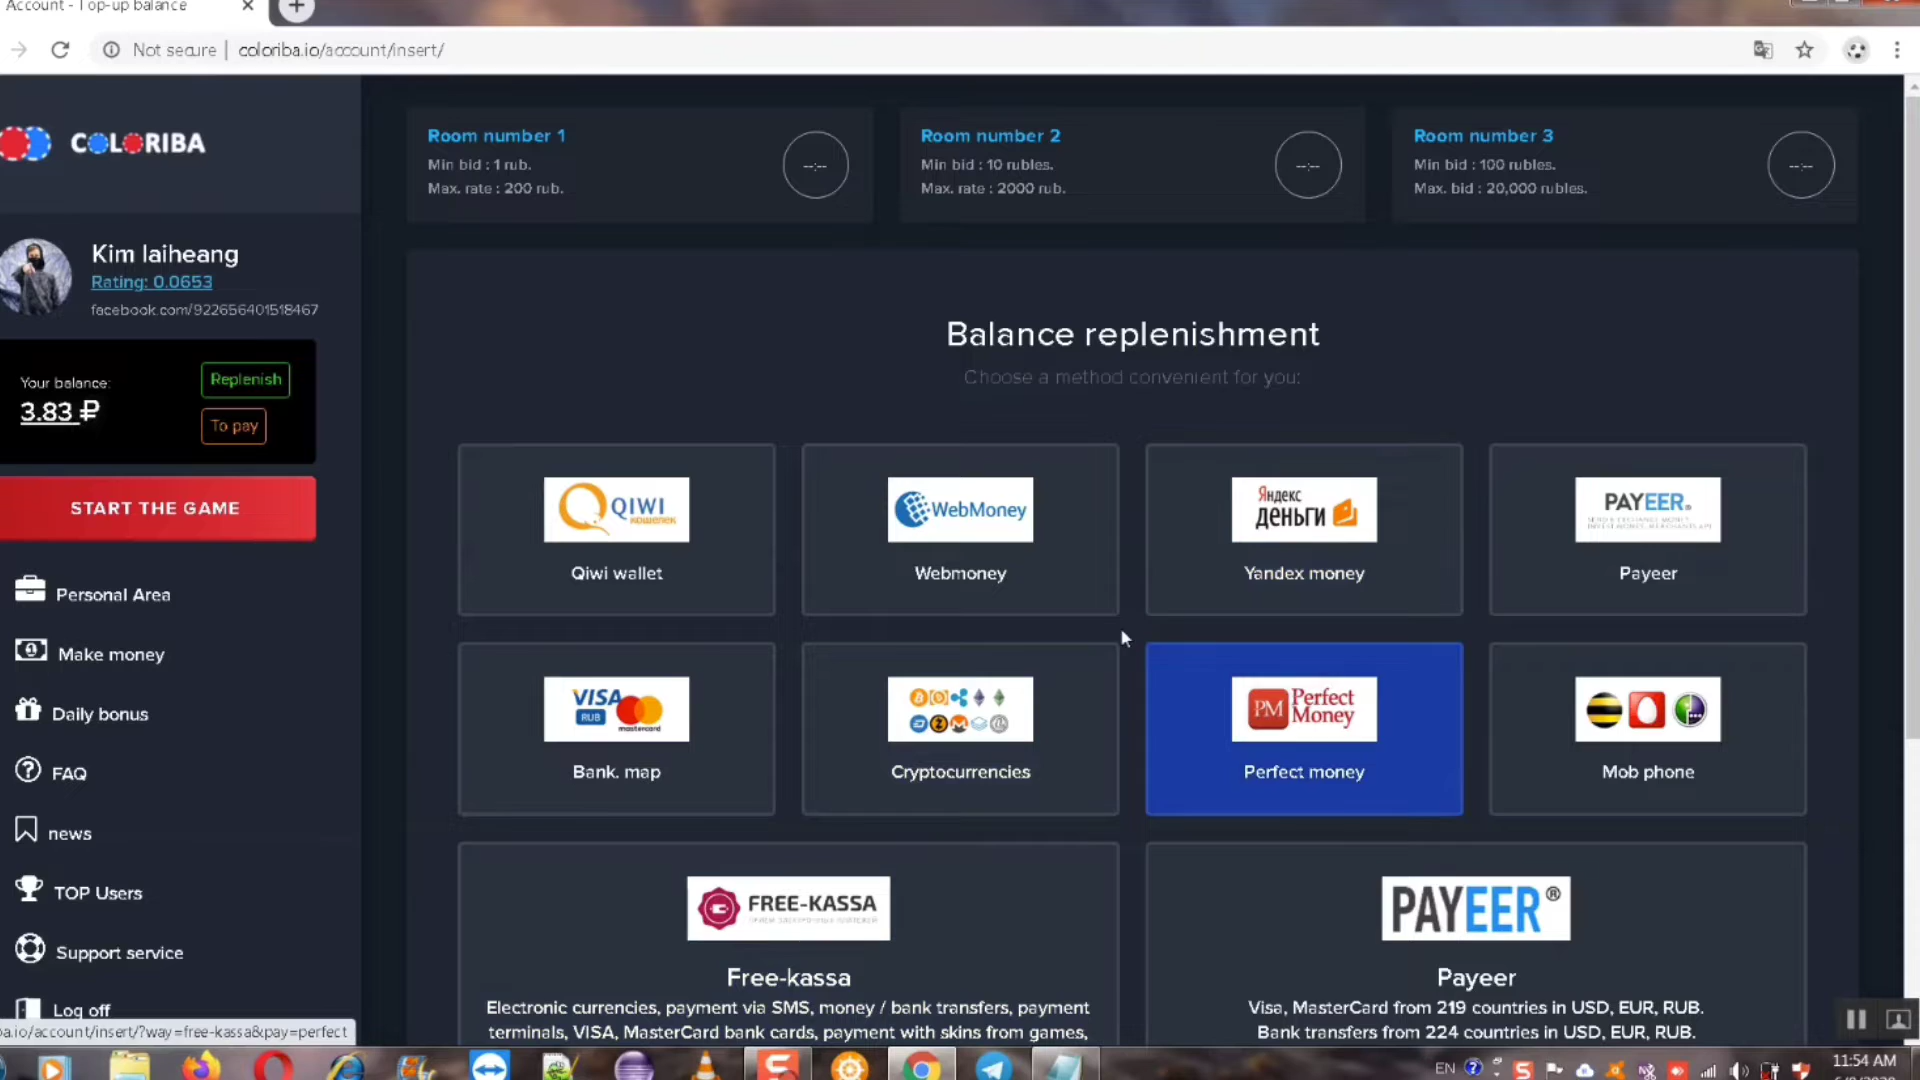 Account - Top-up balance
Not secure | coloriba.io/account/insert/
COLORIBA
Room number 1
Min bid : 1 rub.
Max. rate : 200 rub.
--:--
Room number 2
Min bid : 10 rubles.
Max. rate : 2000 rub.
--:--
Room number 3
Min bid : 100 rubles.
Max. bid : 20,000 rubles.
--:--
Kim laiheang
Rating: 0.0653
facebook.com/922656401518467
Your balance:
3.83 ₽
Replenish
To pay
START THE GAME
Personal Area
Make money
Daily bonus
FAQ
news
TOP Users
Support service
Log off
Balance replenishment
Choose a method convenient for you:
QIWI
кошелек
Qiwi wallet
WebMoney
Webmoney
Яндекс
деньги
Yandex money
PAYEER
Payeer
VISA
RUB
mastercard
Bank. map
Cryptocurrencies
PM Perfect
Money
Perfect money
Mob phone
FREE-KASSA
Free-kassa
Electronic currencies, payment via SMS, money / bank transfers, payment
terminals, VISA, MasterCard bank cards, payment with skins from games,
PAYEER®
Payeer
Visa, MasterCard from 219 countries in USD, EUR, RUB.
Bank transfers from 224 countries in USD, EUR, RUB.
ba.io/account/insert/?way=free-kassa&pay=perfect
EN
11:54 AM